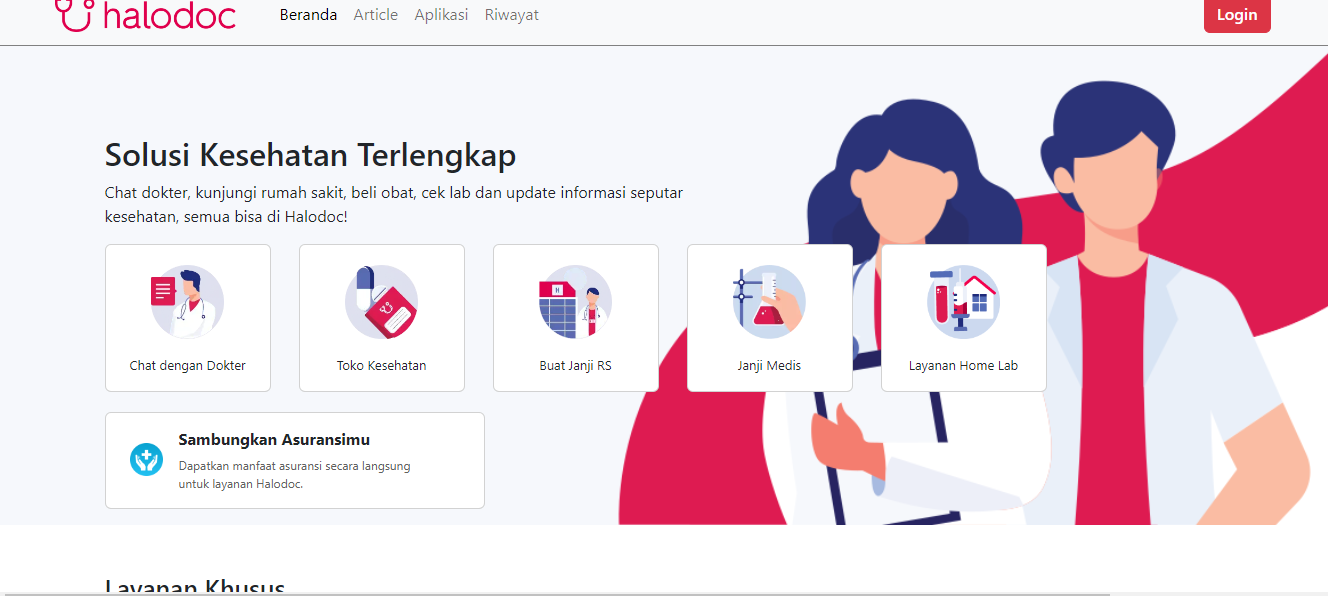 halodoc
Beranda Article Aplikasi Riwayat
Login
Solusi Kesehatan Terlengkap
Chat dokter, kunjungi rumah sakit, beli obat, cek lab dan update informasi seputar
kesehatan, semua bisa di Halodoc!
H
Chat dengan Dokter
Toko Kesehatan
Buat Janji RS
Janji Medis
Layanan Home Lab
Sambungkan Asuransimu
Dapatkan manfaat asuransi secara langsung
untuk layanan Halodoc.
Layanan Khusus